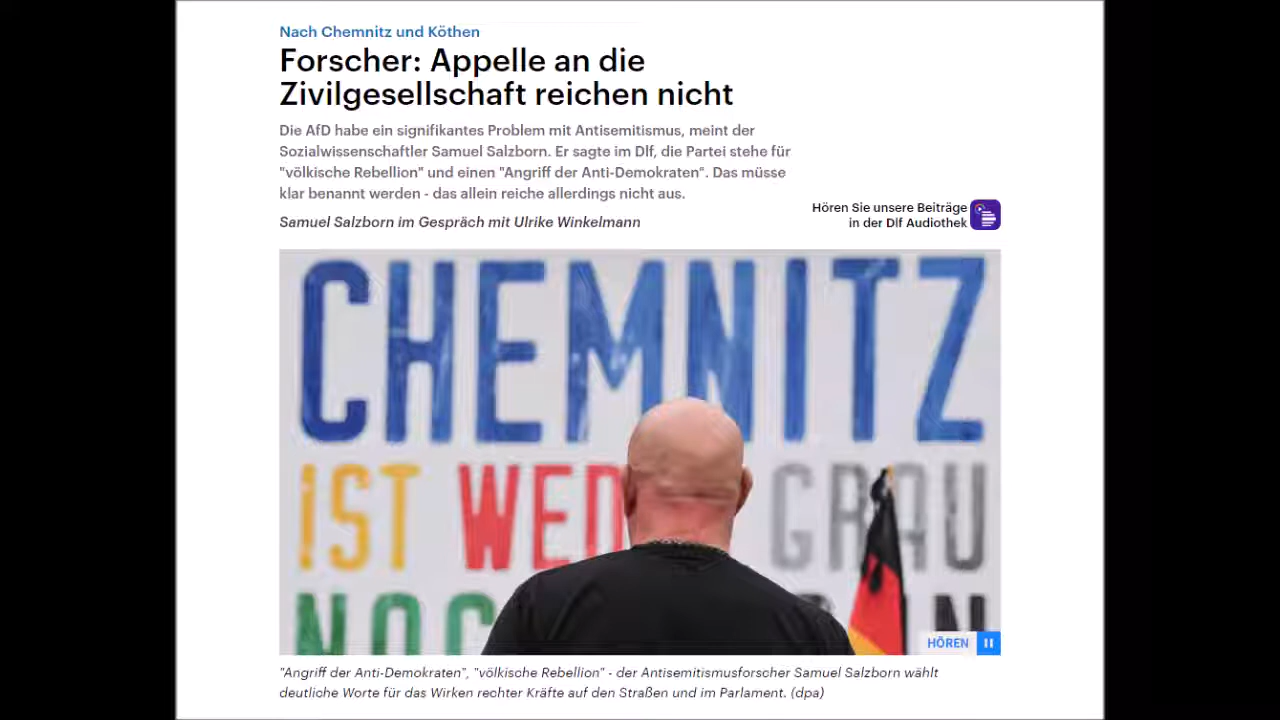 Nach Chemnitz und Köthen
Forscher: Appelle an die
Zivilgesellschaft reichen nicht
Die AfD habe ein signifikantes Problem mit Antisemitismus, meint der
Sozialwissenschaftler Samuel Salzborn. Er sagte im Dlf, die Partei stehe für
"völkische Rebellion" und einen "Angriff der Anti-Demokraten". Das müsse
klar benannt werden - das allein reiche allerdings nicht aus.
Samuel Salzborn im Gespräch mit Ulrike Winkelmann
Hören Sie unsere Beiträge
in der Dlf Audiothek
CHEMNITZ
IST WED GRAU
NOC
HÖREN
"Angriff der Anti-Demokraten", "völkische Rebellion" - der Antisemitismusforscher Samuel Salzborn wählt
deutliche Worte für das Wirken rechter Kräfte auf den Straßen und im Parlament. (dpa)